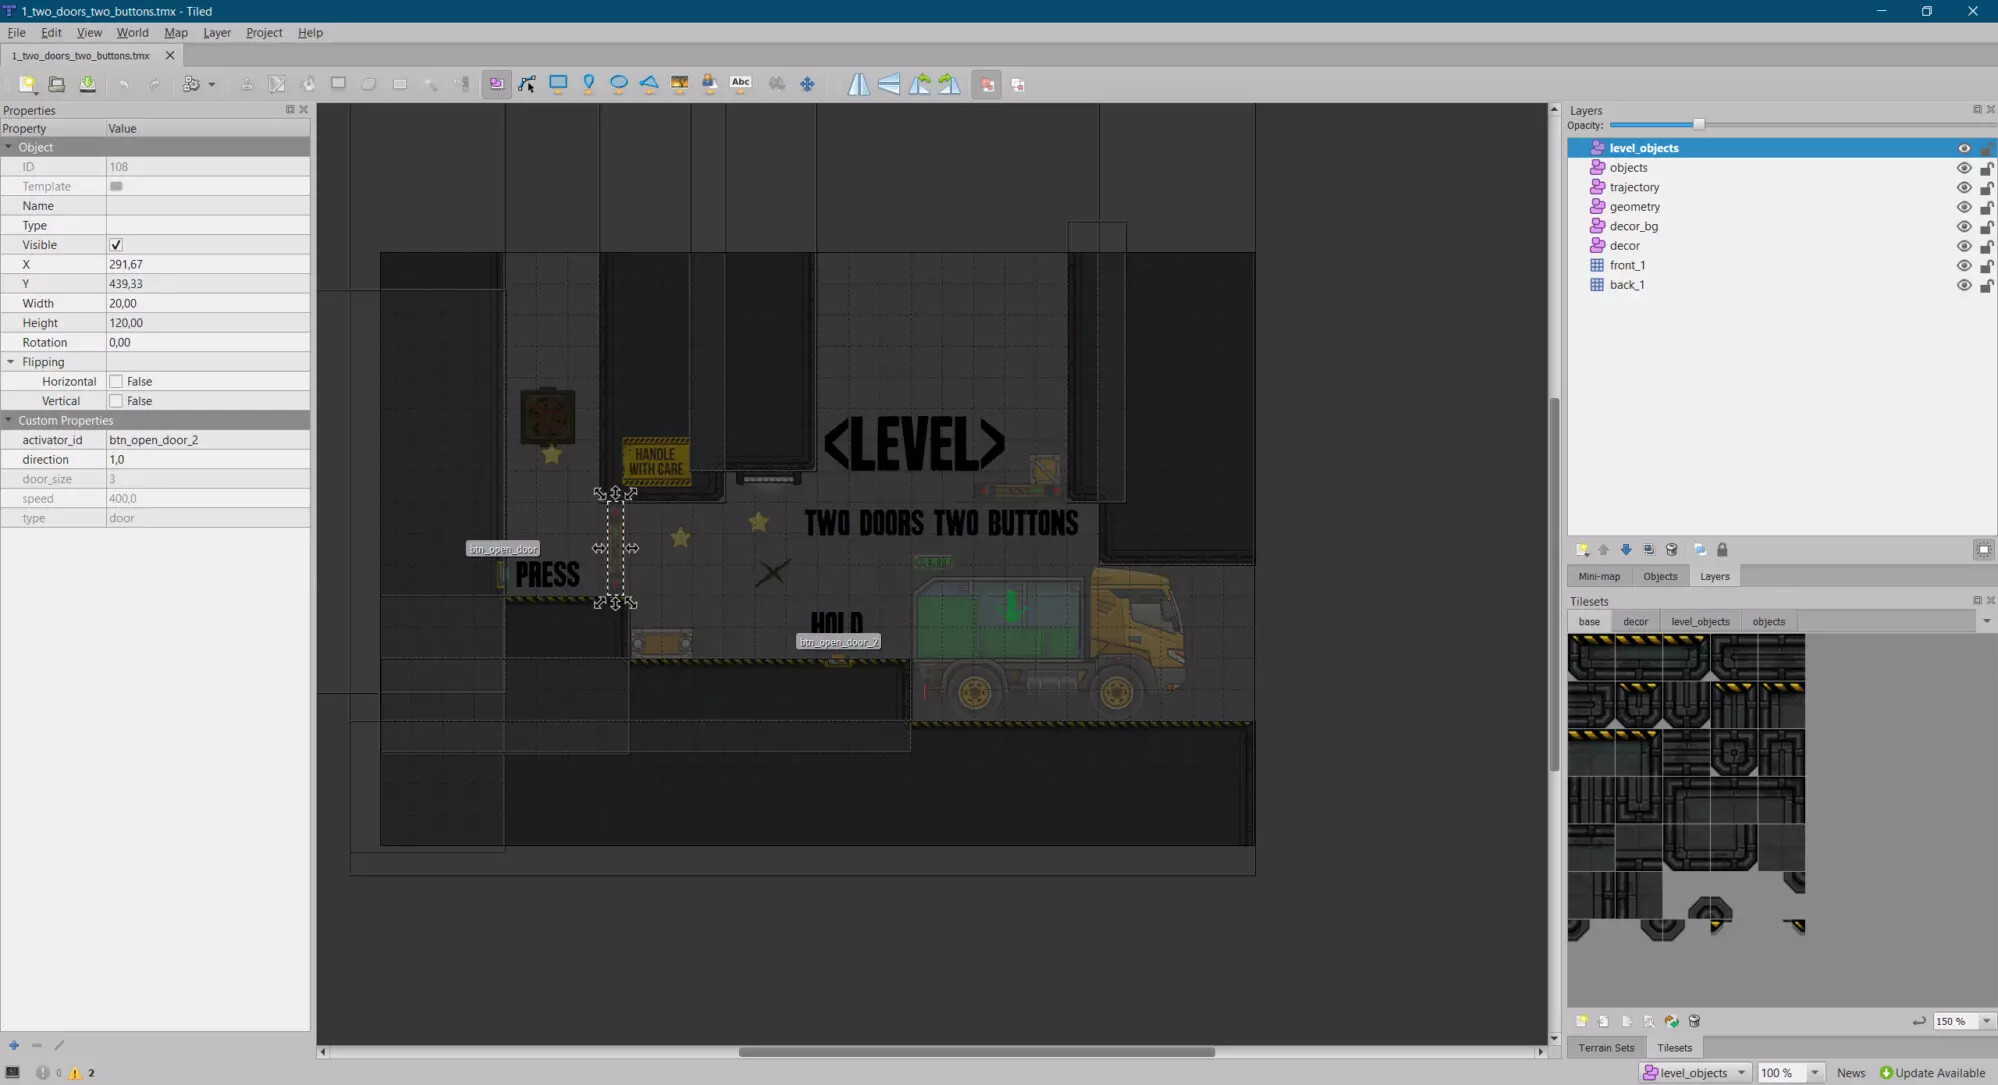 1_two_doors_two_buttons.tmx - Tiled
File Edit View World Map Layer Project Help
1_two_doors_two_buttons.tmx
Abc
Properties
Property Value
Object
ID 108
Template
Name
Type
Visible
X 291,67
Y 439,33
Width 20,00
Height 120,00
Rotation 0,00
Flipping
Horizontal False
Vertical False
Custom Properties
activator_id btn_open_door_2
direction 1,0
door_size 3
speed 400,0
type door
HANDLE
WITH CARE
<LEVEL>
TWO DOORS TWO BUTTONS
btn_open_door
PRESS
HOLD
btn_open_door_2
Layers
Opacity:
level_objects
objects
trajectory
geometry
decor_bg
decor
front_1
back_1
Mini-map Objects Layers
Tilesets
base decor level_objects objects
150 %
Terrain Sets Tilesets
0 2
level_objects 100 % News Update Available